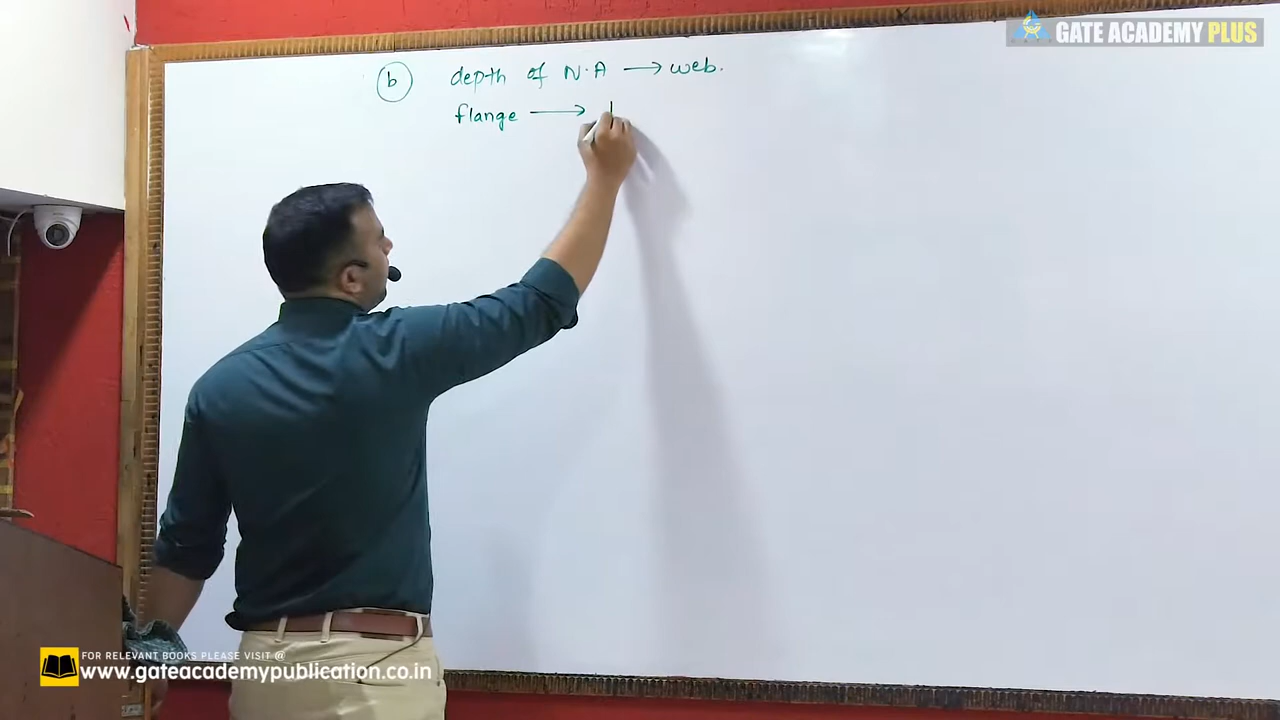 GATE ACADEMY PLUS
b depth of N.A → web.
flange →
FOR RELEVANT BOOKS PLEASE VISIT @
www.gateacademypublication.co.in